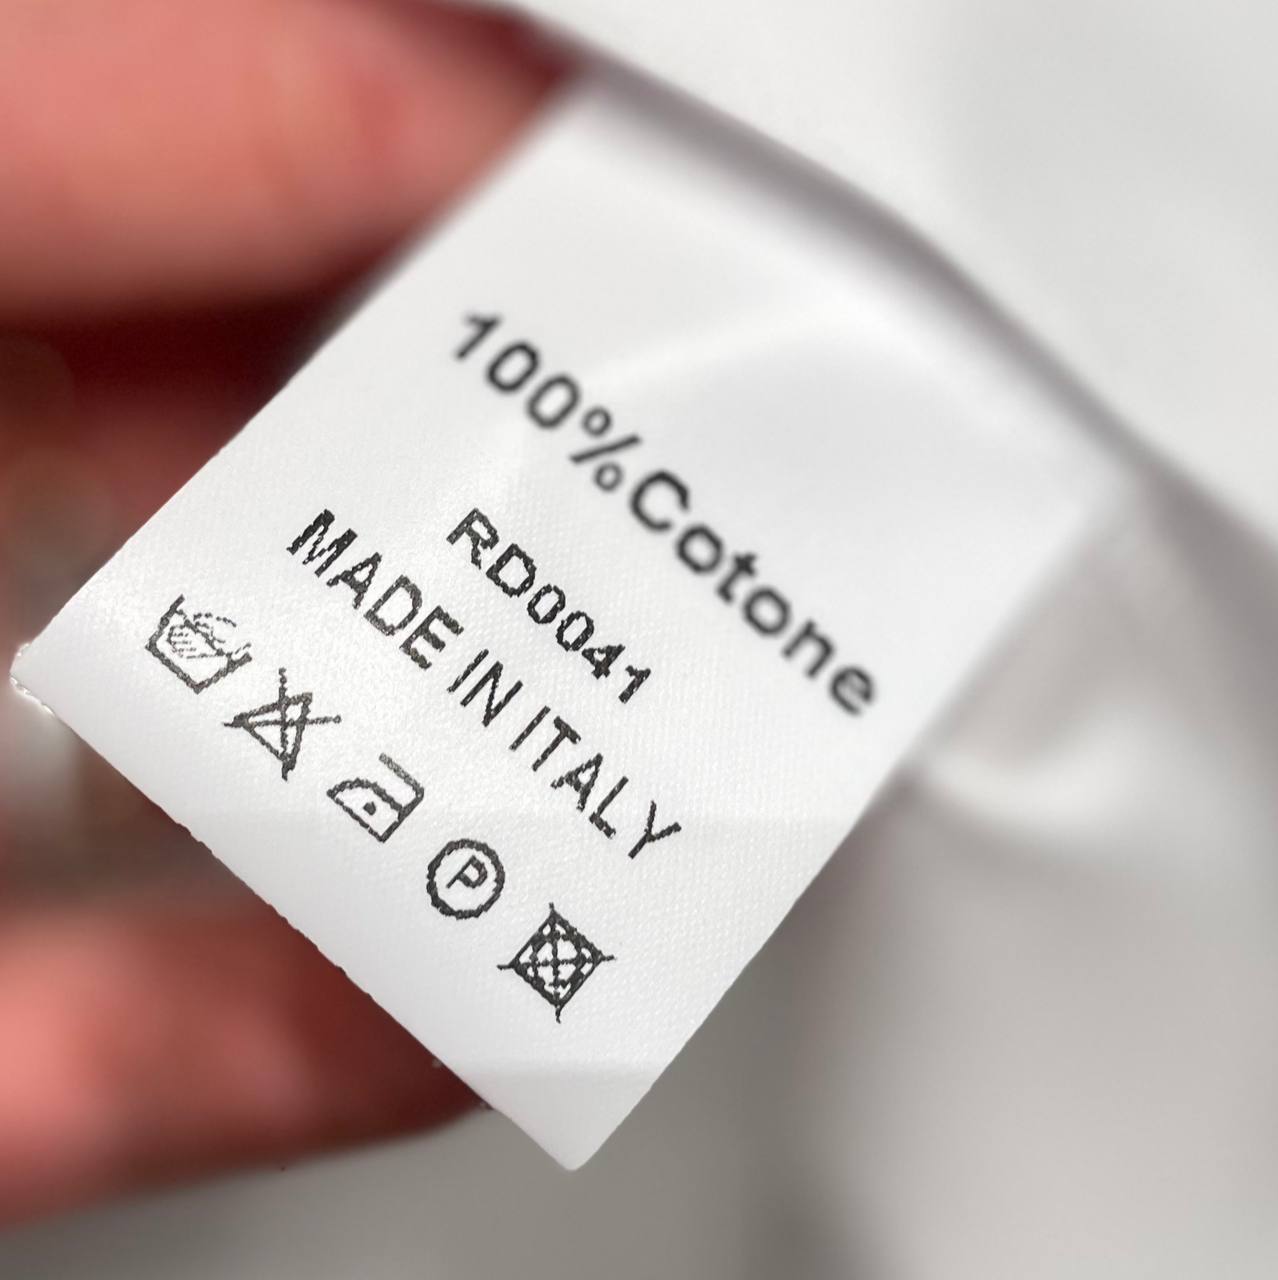 100%Cotone
RD0041
MADE IN ITALY
P